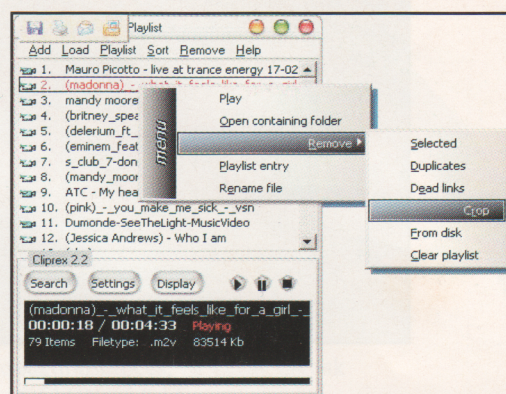 Playlist
Add Load Playlist Sort Remove Help
1. Mauro Picotto - live at trance energy 17-02
2. (madonna)_-_what_it_feels_like_for_a_girl
3. mandy moore
4. (britney_spea
5. (delerium_ft_
6. (eminem_feat
7. s_club_7-don
8. (mandy_moor
9. ATC - My hea
10. (pink)_-_you_make_me_sick_-_vsn
11. Dumonde-SeeTheLight-MusicVideo
12. (Jessica Andrews) - Who I am
menu
Play
Open containing folder
Remove
Playlist entry
Rename file
Selected
Duplicates
Dead links
Crop
From disk
Clear playlist
Cliprex 2.2
Search Settings Display
(madonna)_-_what_it_feels_like_for_a_girl_-_
00:00:18 / 00:04:33 Playing
79 Items Filetype: .m2v 83514 Kb